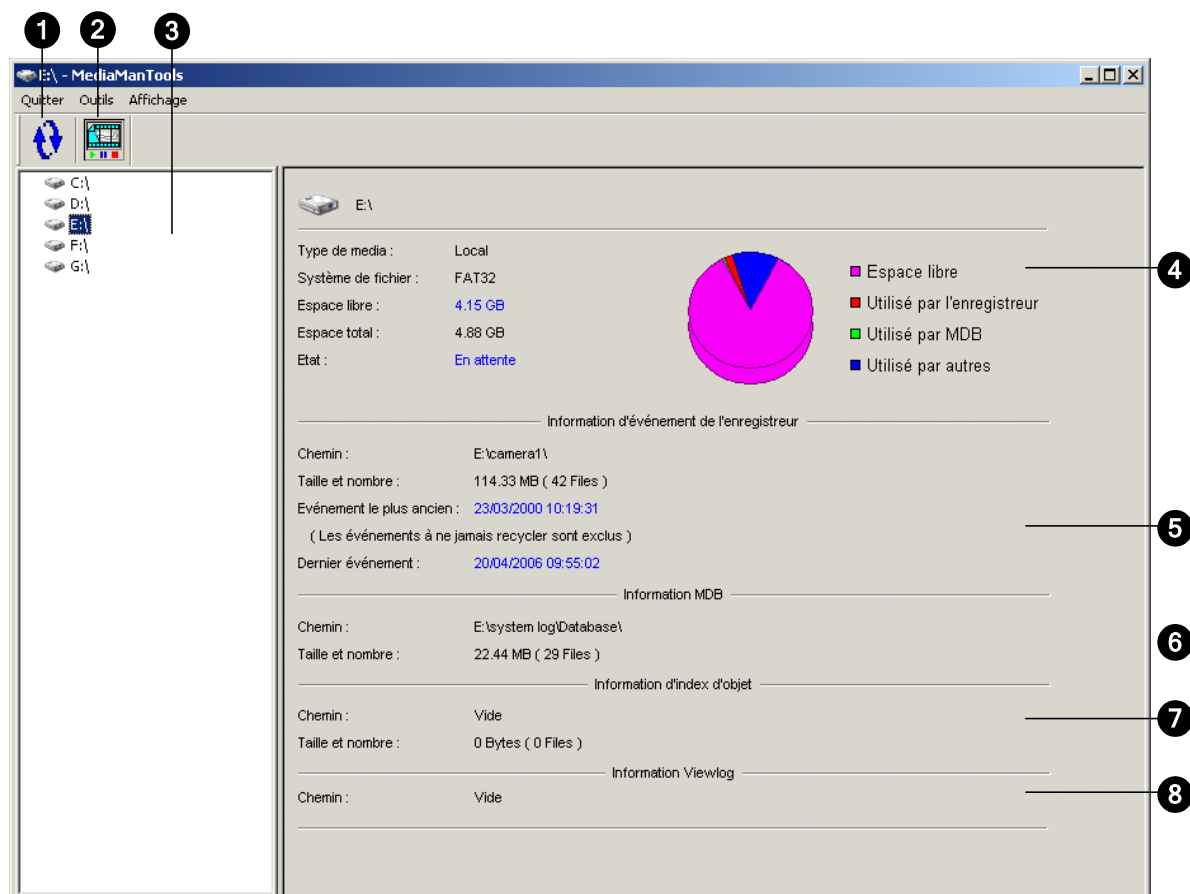 1 2 3
E:\ - MediaManTools
Quitter Outils Affichage
C:\
D:\
E:\
F:\
G:\
E:\
Type de media : Local
Système de fichier : FAT32
Espace libre : 4.15 GB
Espace total : 4.88 GB
Etat : En attente
Espace libre
Utilisé par l'enregistreur
Utilisé par MDB
Utilisé par autres
4
Information d'événement de l'enregistreur
Chemin : E:\camera1\
Taille et nombre : 114.33 MB ( 42 Files )
Evénement le plus ancien : 23/03/2000 10:19:31
( Les événements à ne jamais recycler sont exclus )
Dernier événement : 20/04/2006 09:55:02
5
Information MDB
Chemin : E:\system log\Database\
Taille et nombre : 22.44 MB ( 29 Files )
6
Information d'index d'objet
Chemin : Vide
Taille et nombre : 0 Bytes ( 0 Files )
7
Information Viewlog
Chemin : Vide
8